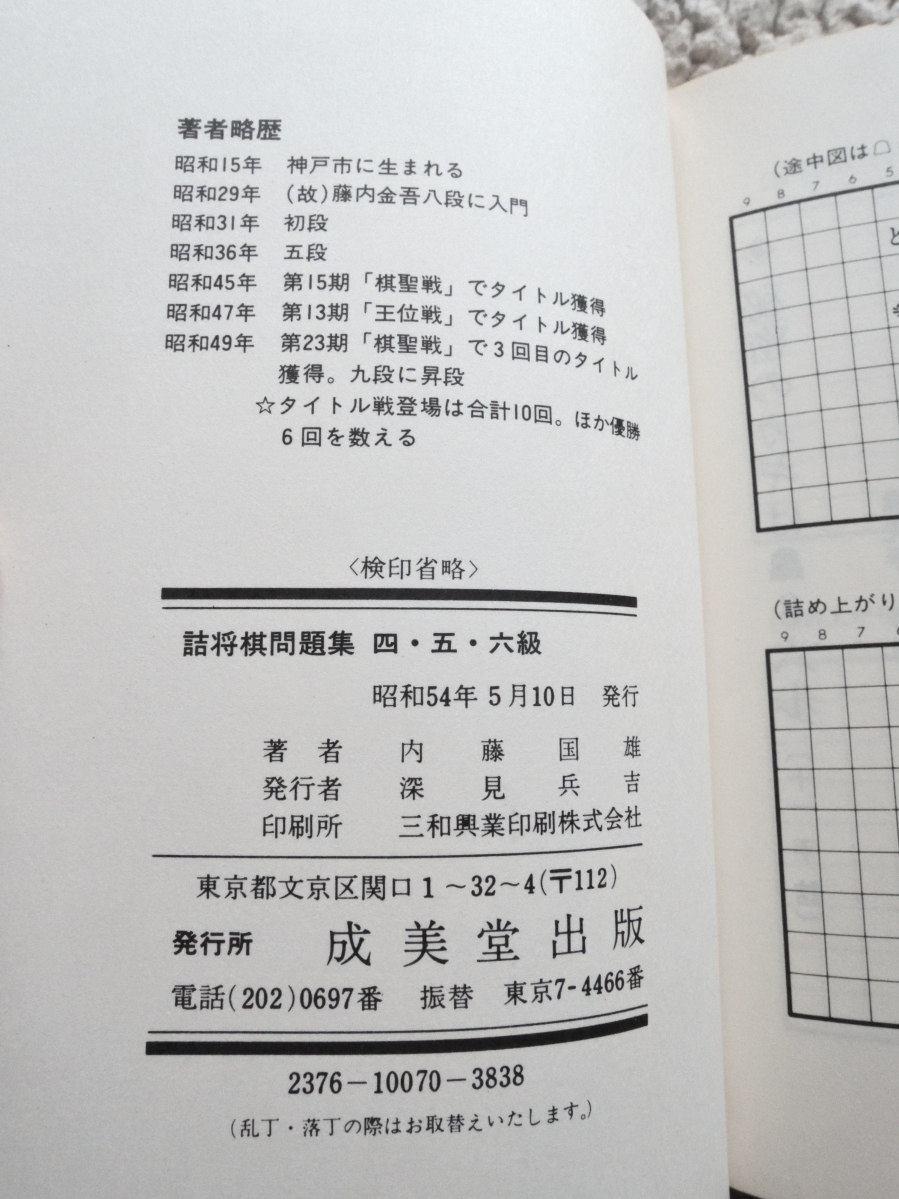 著者略歴
昭和15年 神戸市に生まれる
昭和29年 (故)藤内金吾八段に入門
昭和31年 初段
昭和36年 五段
昭和45年 第15期「棋聖戦」でタイトル獲得
昭和47年 第13期「王位戦」でタイトル獲得
昭和49年 第23期「棋聖戦」で3回目のタイトル
獲得。九段に昇段
☆タイトル戦登場は合計10回。ほか優勝
6回を数える
〈検印省略〉
詰将棋問題集 四・五・六級
昭和54年5月10日 発行
著者 内藤国雄
発行者 深見兵吉
印刷所 三和興業印刷株式会社
東京都文京区関口1～32～4(〒112)
発行所 成美堂出版
電話(202)0697番 振替 東京7-4466番
2376-10070-3838
(乱丁・落丁の際はお取替えいたします。)
(途中図は☖
9 8 7 6 5
と
(詰め上がり
9 8 7